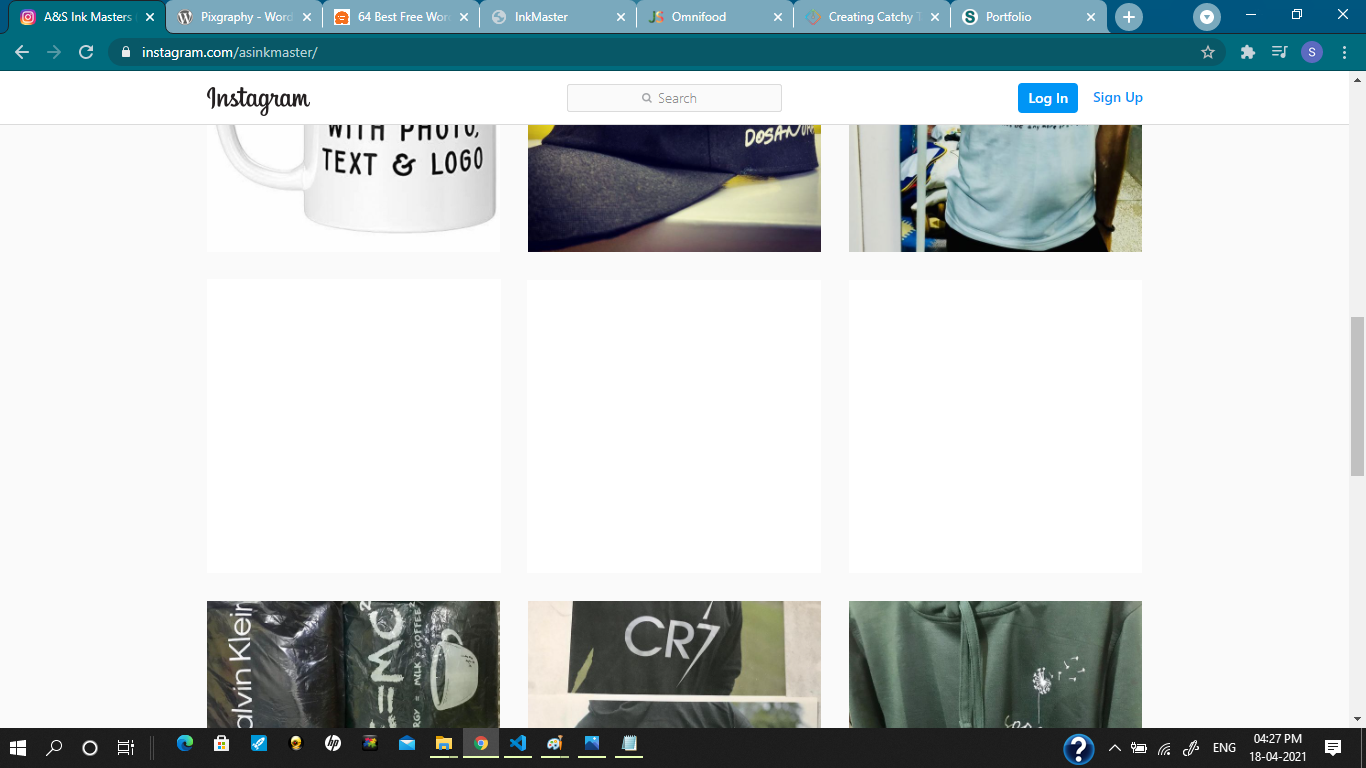 A&S Ink Masters
Pixgraphy - Word
64 Best Free Wor
InkMaster
Omnifood
Creating Catchy T
Portfolio
instagram.com/asinkmaster/
S
Instagram
Search
Log In
Sign Up
WITH PHOTO,
TEXT & LOGO
DOSAN
alvin Klein
=MC²
RGY = MILK × COFFEE²
CR7
ENG
04:27 PM
18-04-2021